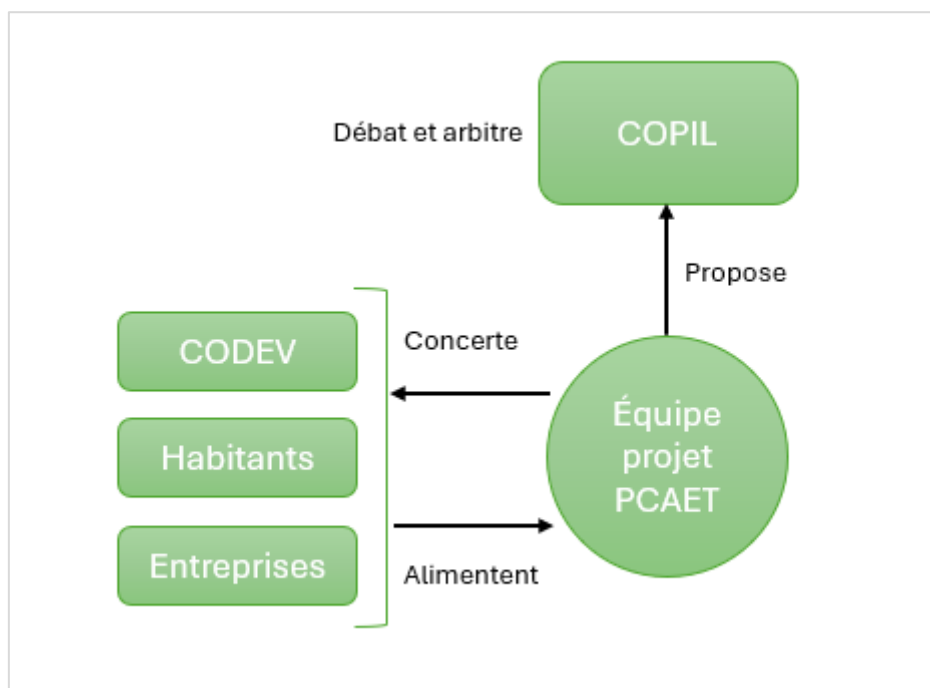 Débat et arbitre
COPIL
Propose
CODEV
Habitants
Entreprises
Concerte
Alimentent
Équipe
projet
PCAET